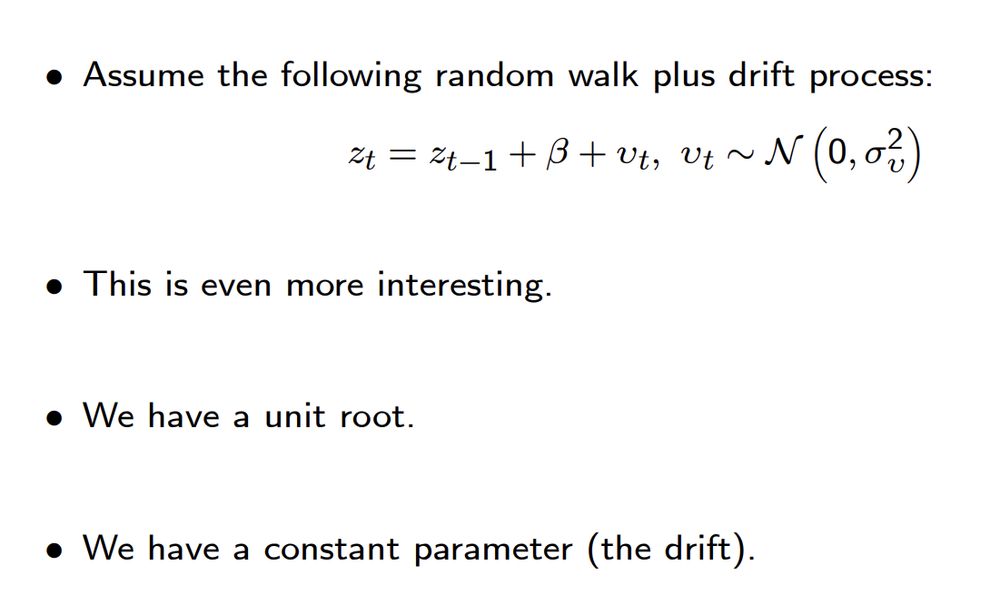 • Assume the following random walk plus drift process:
$z_t = z_{t-1} + \beta + \upsilon_t, \ \upsilon_t \sim \mathcal{N}\left(0, \sigma_\upsilon^2\right)$
• This is even more interesting.
• We have a unit root.
• We have a constant parameter (the drift).